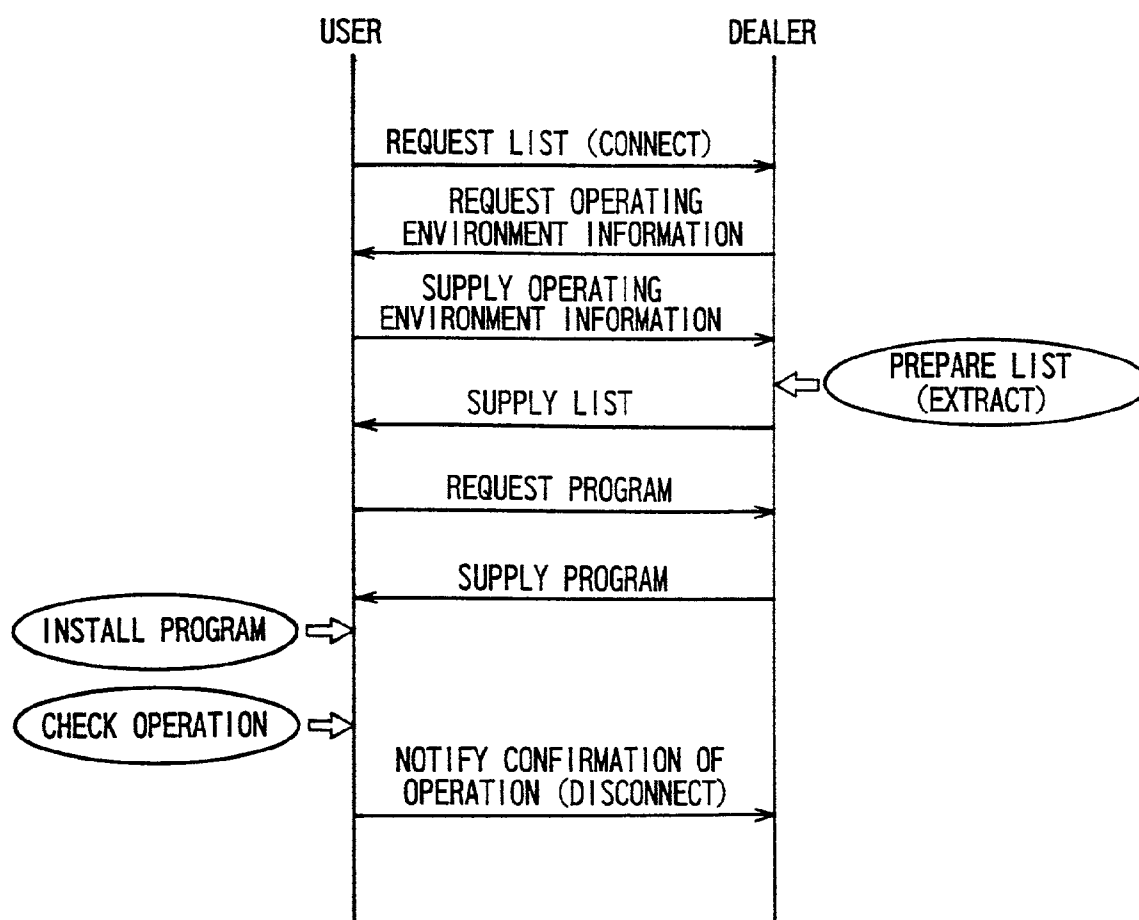 USER
DEALER
REQUEST LIST (CONNECT)
REQUEST OPERATING
ENVIRONMENT INFORMATION
SUPPLY OPERATING
ENVIRONMENT INFORMATION
PREPARE LIST
(EXTRACT)
SUPPLY LIST
REQUEST PROGRAM
SUPPLY PROGRAM
INSTALL PROGRAM
CHECK OPERATION
NOTIFY CONFIRMATION OF
OPERATION (DISCONNECT)